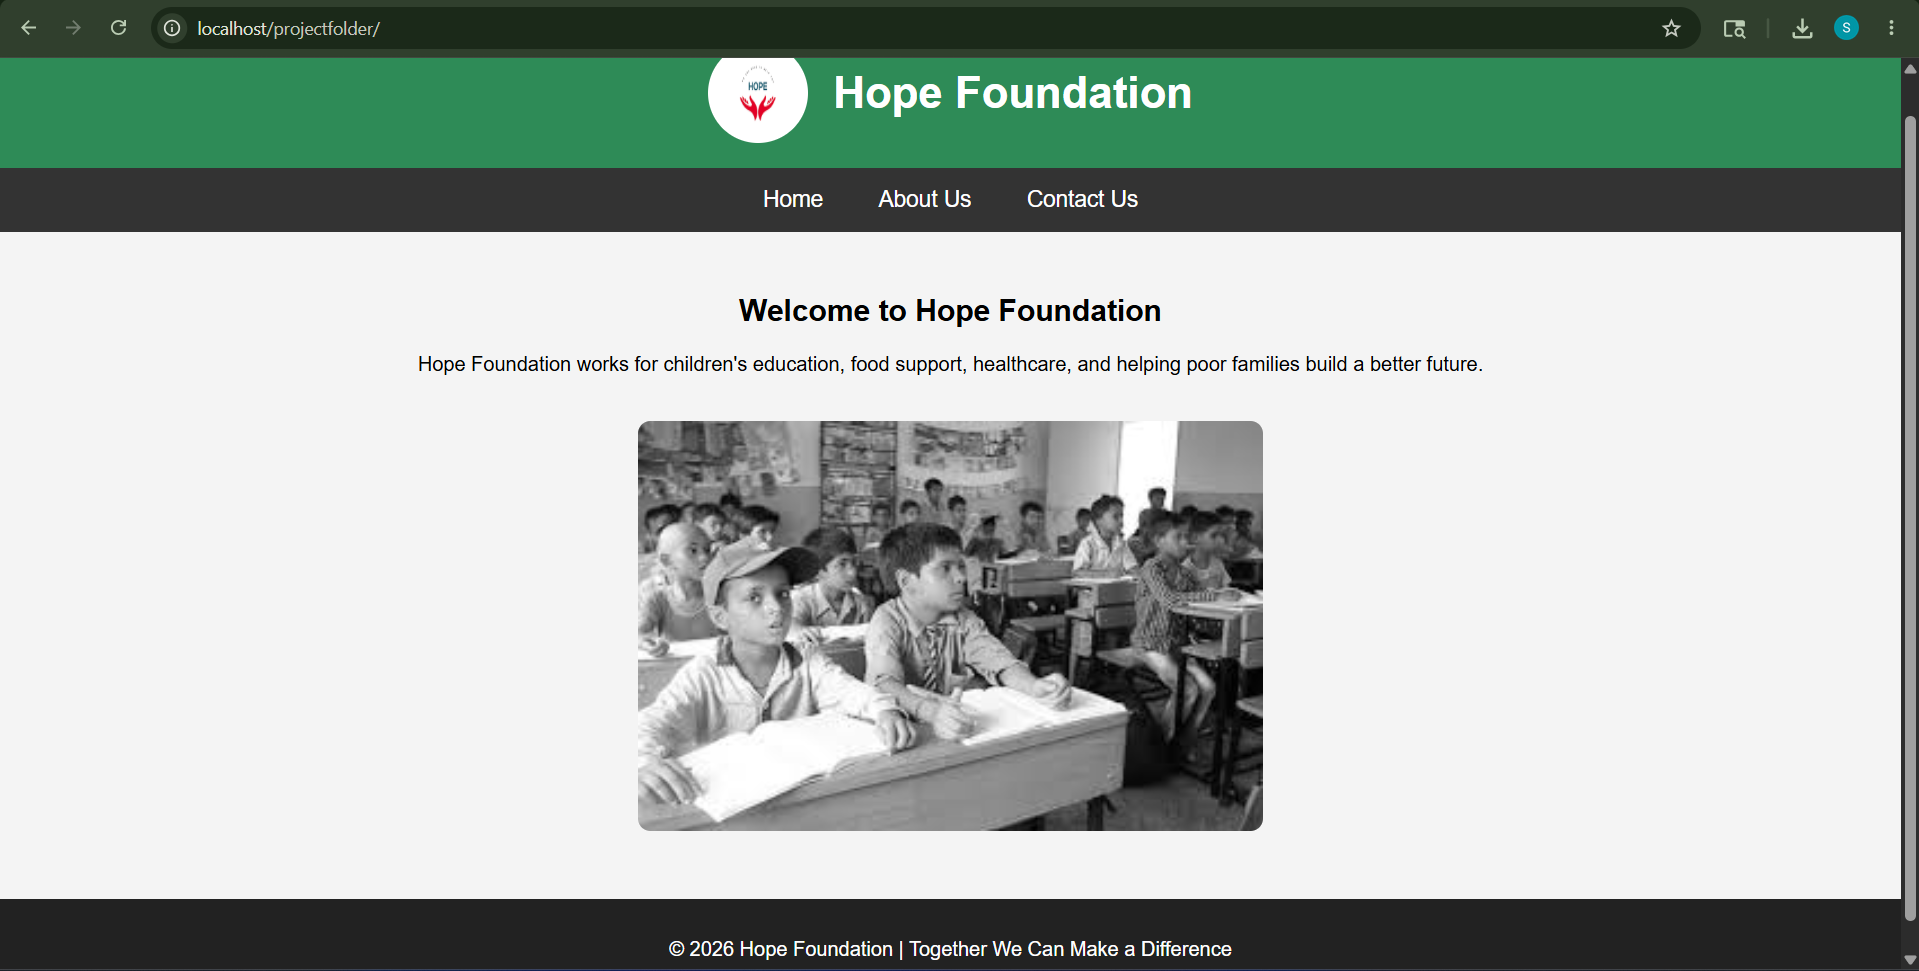 localhost/projectfolder/
S
HOPE
Hope Foundation
Home About Us Contact Us
Welcome to Hope Foundation
Hope Foundation works for children's education, food support, healthcare, and helping poor families build a better future.
© 2026 Hope Foundation | Together We Can Make a Difference